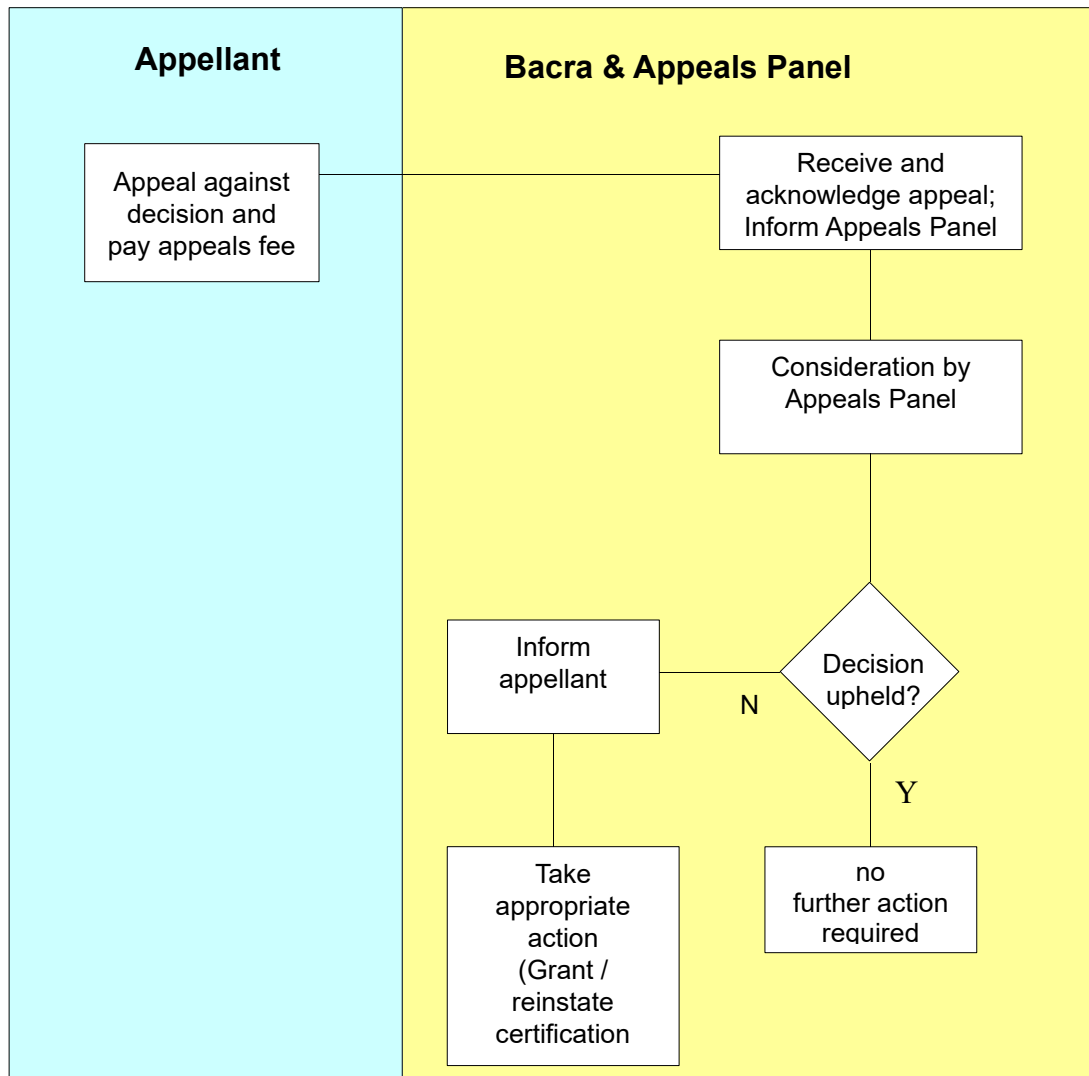 Appellant
Bacra & Appeals Panel
Appeal against
decision and
pay appeals fee
Receive and
acknowledge appeal;
Inform Appeals Panel
Consideration by
Appeals Panel
Decision
upheld?
N
Inform
appellant
Y
Take
appropriate
action
(Grant /
reinstate
certification
no
further action
required